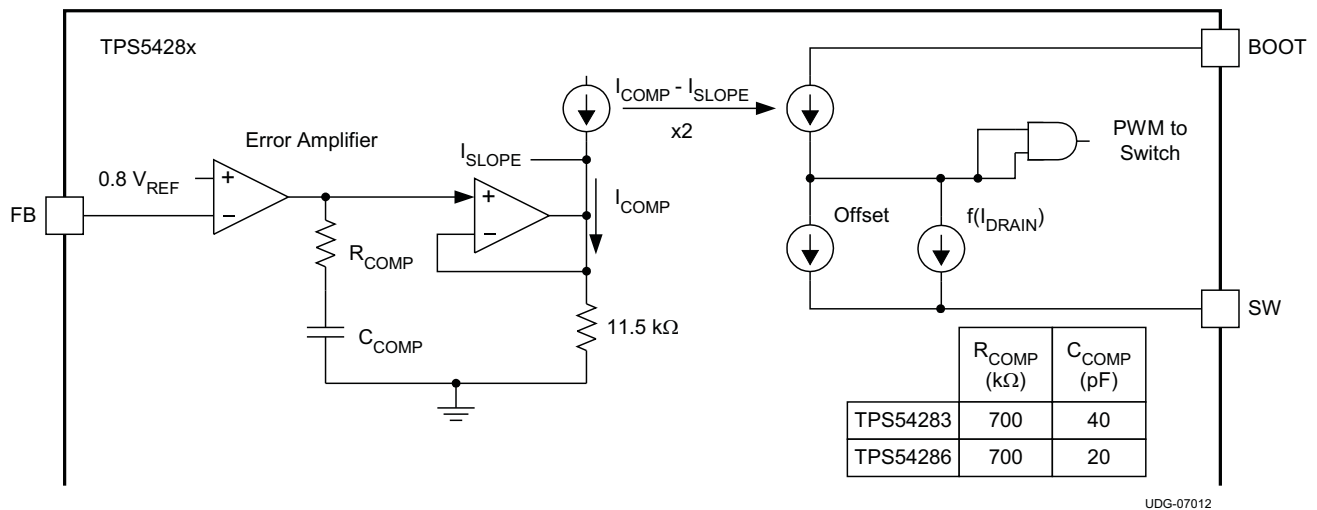 TPS5428x
BOOT
I_COMP - I_SLOPE
x2
Error Amplifier
PWM to
Switch
I_SLOPE
0.8 V_REF
+
–
+
–
I_COMP
FB
Offset
f(I_DRAIN)
R_COMP
C_COMP
11.5 kΩ
SW
R_COMP (kΩ) C_COMP (pF)
TPS54283 700 40
TPS54286 700 20
UDG-07012